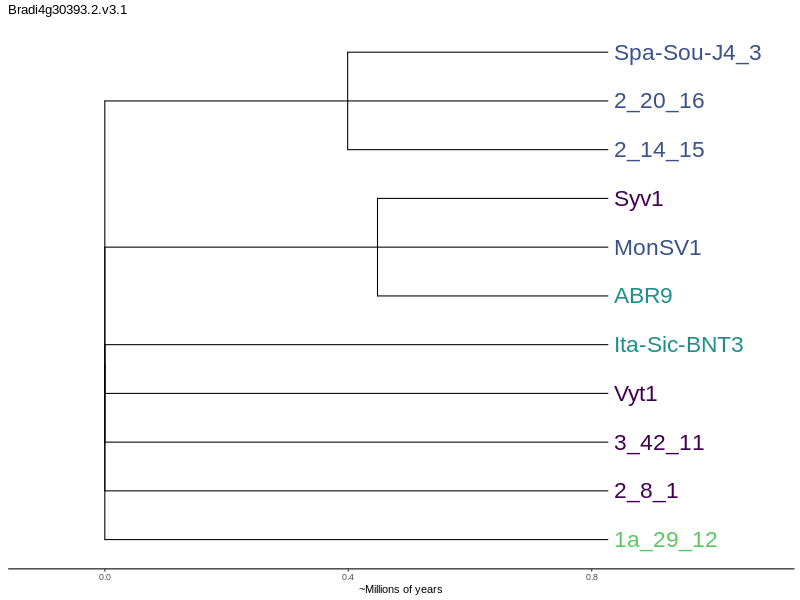 Bradi4g30393.2.v3.1
Spa-Sou-J4_3
2_20_16
2_14_15
Syv1
MonSV1
ABR9
Ita-Sic-BNT3
Vyt1
3_42_11
2_8_1
1a_29_12
0.0 0.4 0.8
~Millions of years